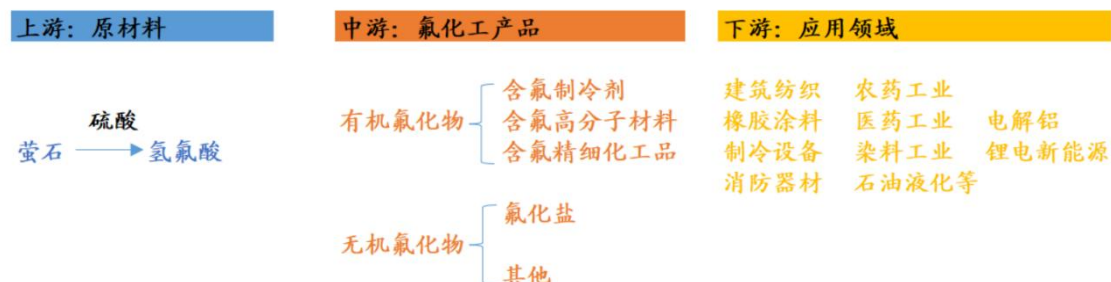 上游：原材料
硫酸
萤石
氢氟酸
中游：氟化工产品
有机氟化物
含氟制冷剂
含氟高分子材料
含氟精细化工品
无机氟化物
氟化盐
其他
下游：应用领域
建筑纺织 农药工业
橡胶涂料 医药工业 电解铝
制冷设备 染料工业 锂电新能源
消防器材 石油液化等